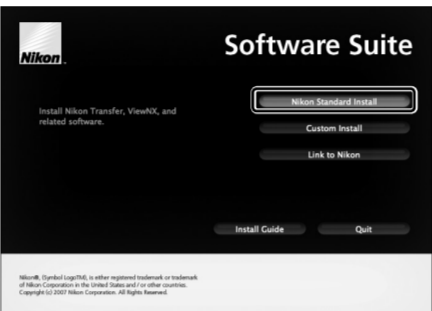 Nikon
Software Suite
Install Nikon Transfer, ViewNX, and
related software.
Nikon Standard Install
Custom Install
Link to Nikon
Install Guide
Quit
Nikon®, (Symbol Logo(TM)), is either registered trademark or trademark
of Nikon Corporation in the United States and / or other countries.
Copyright (c) 2007 Nikon Corporation. All Rights Reserved.